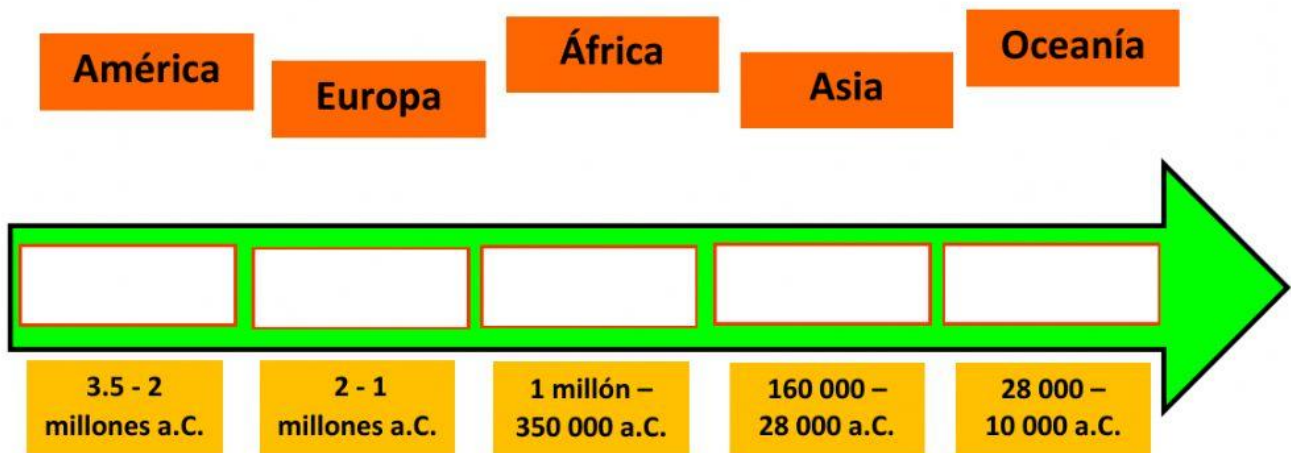 América
Europa
África
Asia
Oceanía
3.5 - 2
millones a.C.
2 - 1
millones a.C.
1 millón –
350 000 a.C.
160 000 –
28 000 a.C.
28 000 –
10 000 a.C.